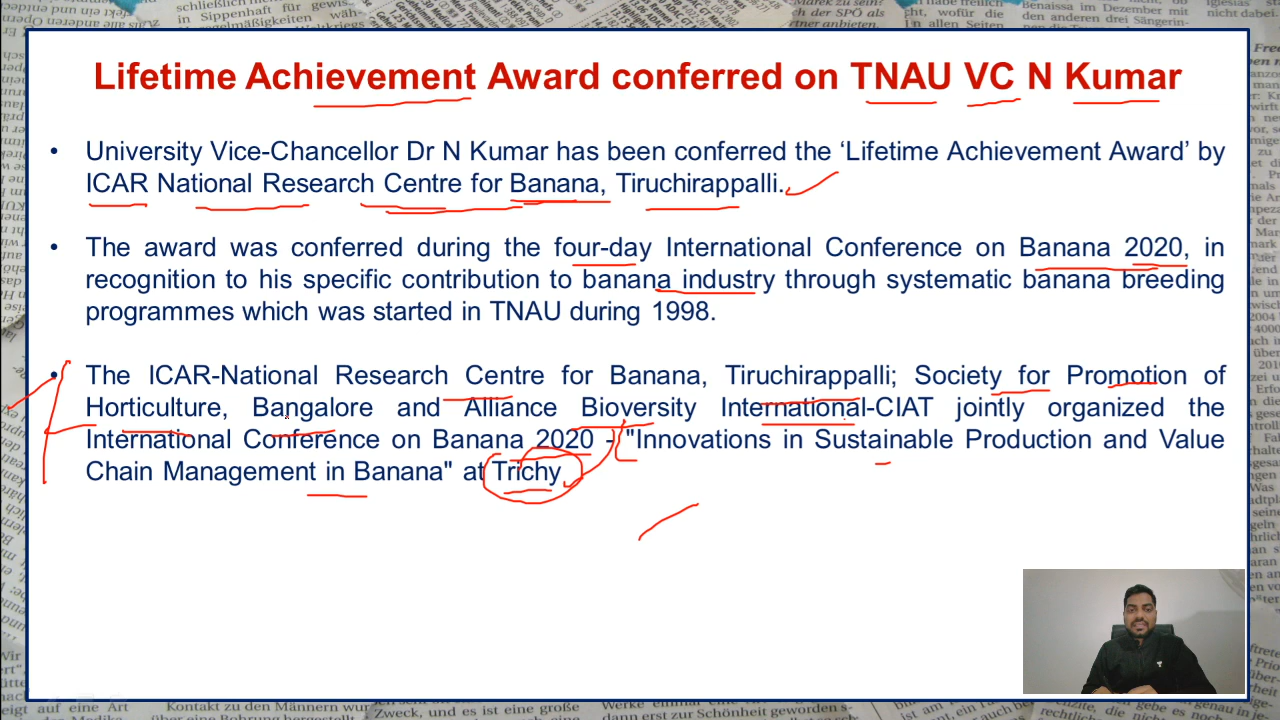 Lifetime Achievement Award conferred on TNAU VC N Kumar
• University Vice-Chancellor Dr N Kumar has been conferred the ‘Lifetime Achievement Award’ by
ICAR National Research Centre for Banana, Tiruchirappalli.
• The award was conferred during the four-day International Conference on Banana 2020, in
recognition to his specific contribution to banana industry through systematic banana breeding
programmes which was started in TNAU during 1998.
• The ICAR-National Research Centre for Banana, Tiruchirappalli; Society for Promotion of
Horticulture, Bangalore and Alliance Bioversity International-CIAT jointly organized the
International Conference on Banana 2020 - "Innovations in Sustainable Production and Value
Chain Management in Banana" at Trichy